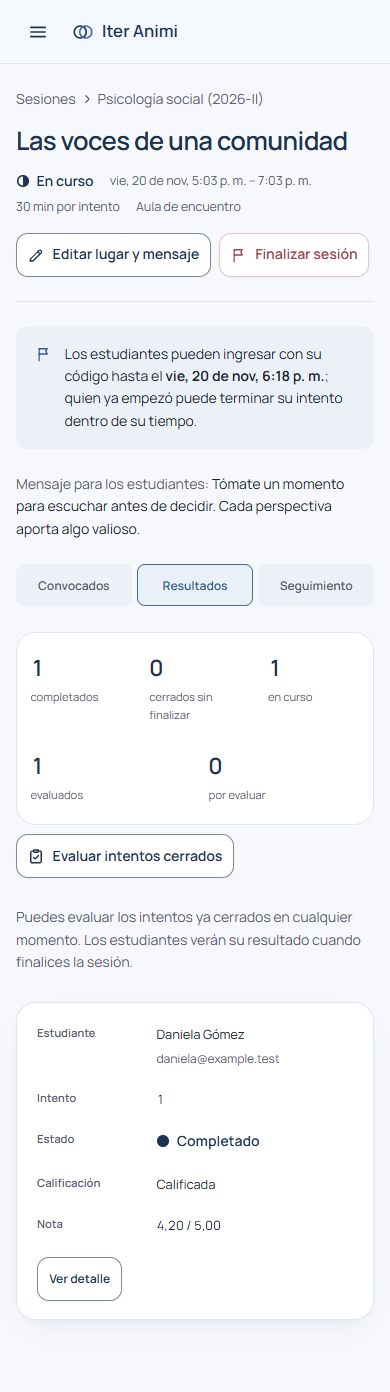 Iter Animi
Sesiones > Psicología social (2026-II)
Las voces de una comunidad
En curso vie, 20 de nov, 5:03 p. m. – 7:03 p. m.
30 min por intento Aula de encuentro
Editar lugar y mensaje Finalizar sesión
Los estudiantes pueden ingresar con su
código hasta el vie, 20 de nov, 6:18 p. m.;
quien ya empezó puede terminar su intento
dentro de su tiempo.
Mensaje para los estudiantes: Tómate un momento
para escuchar antes de decidir. Cada perspectiva
aporta algo valioso.
Convocados Resultados Seguimiento
1 0 1
completados cerrados sin en curso
finalizar
1 0
evaluados por evaluar
Evaluar intentos cerrados
Puedes evaluar los intentos ya cerrados en cualquier
momento. Los estudiantes verán su resultado cuando
finalices la sesión.
Estudiante Daniela Gómez
daniela@example.test
Intento 1
Estado Completado
Calificación Calificada
Nota 4,20 / 5,00
Ver detalle